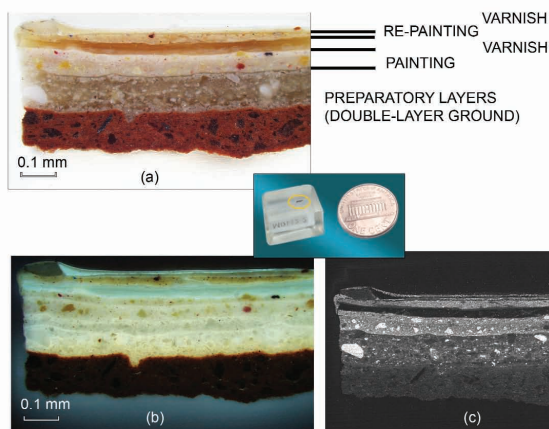 VARNISH
RE-PAINTING
VARNISH
PAINTING
PREPARATORY LAYERS
(DOUBLE-LAYER GROUND)
0.1 mm
(a)
0.1 mm
(b)
(c)